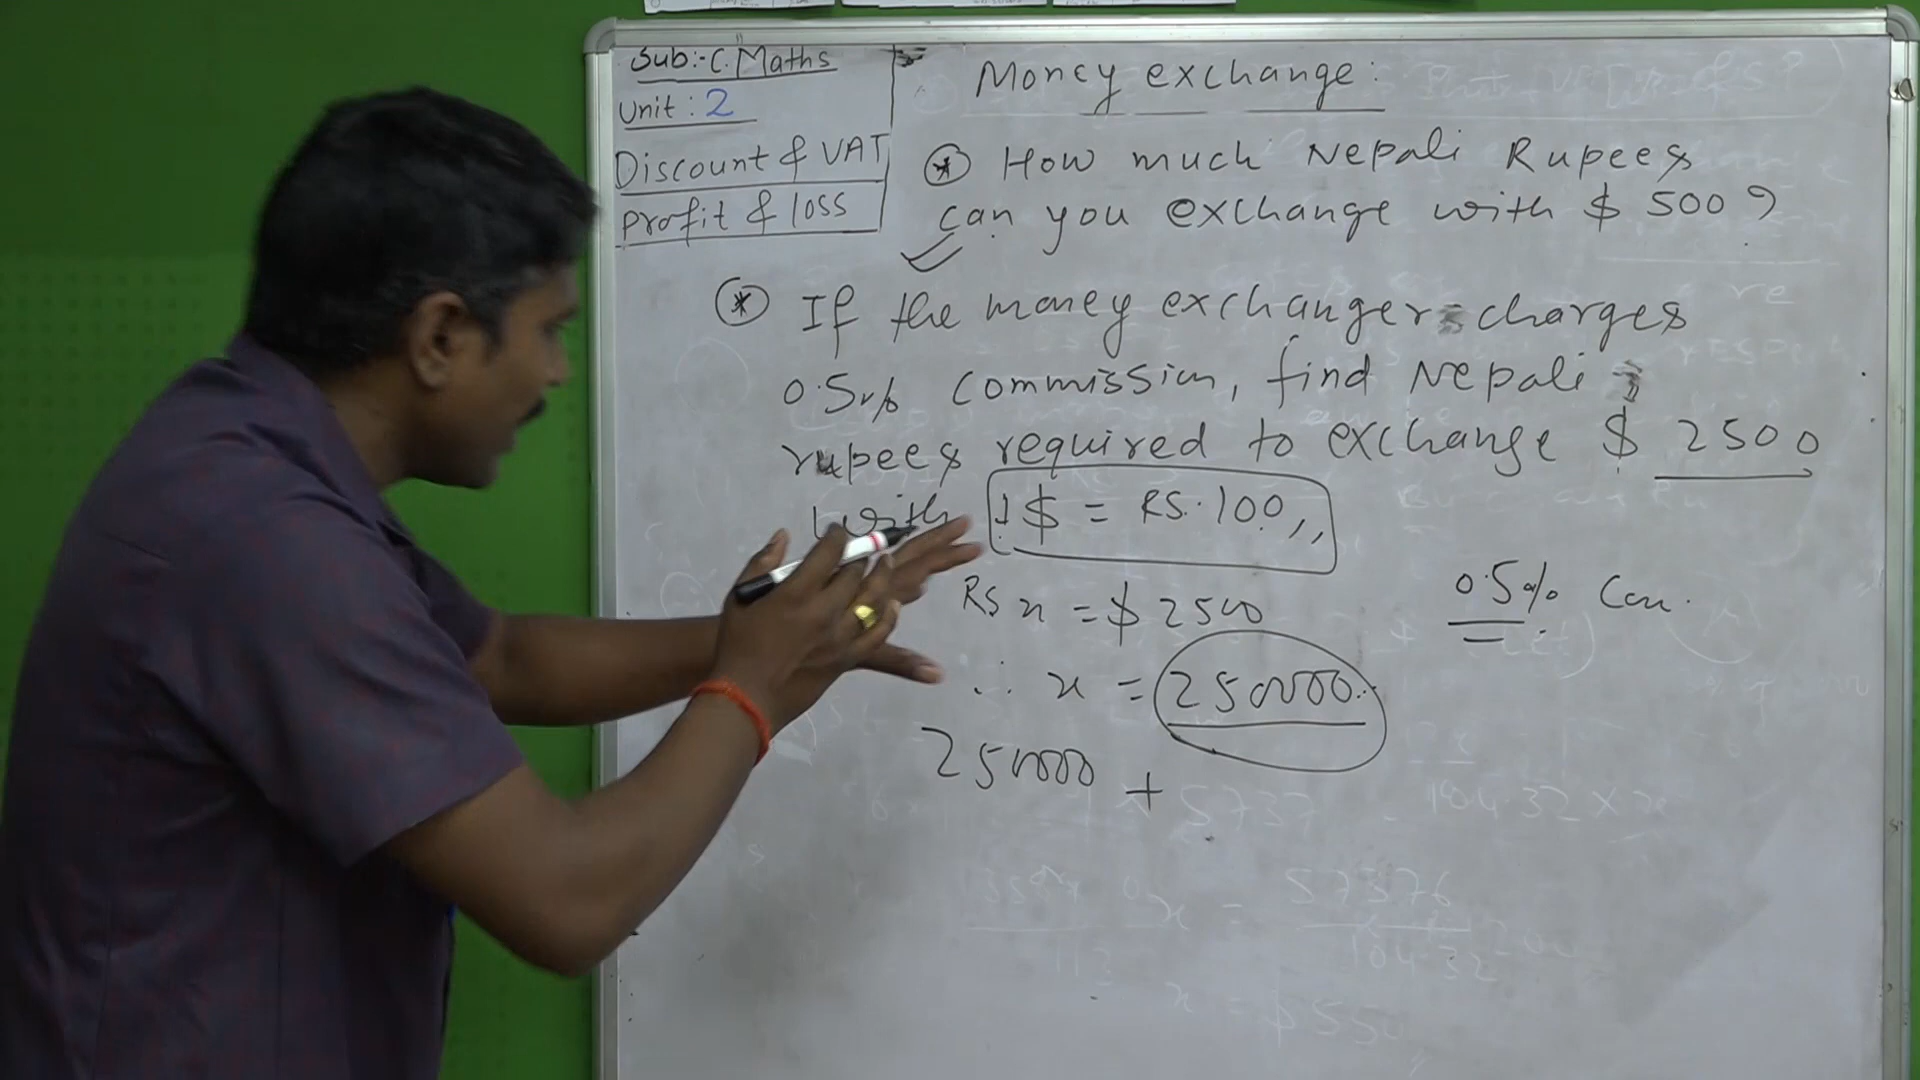 Sub:- C. Maths
Unit : 2
Discount & VAT
Profit & loss
Money exchange:
* How much Nepali Rupees
can you exchange with $ 500?
* If the money exchanger charges
0.5% commission, find Nepali
rupees required to exchange $ 2500
with 1$ = RS. 100,,
RS x = $ 2500
0.5% Com.
∴ x = 250000.
250000 +